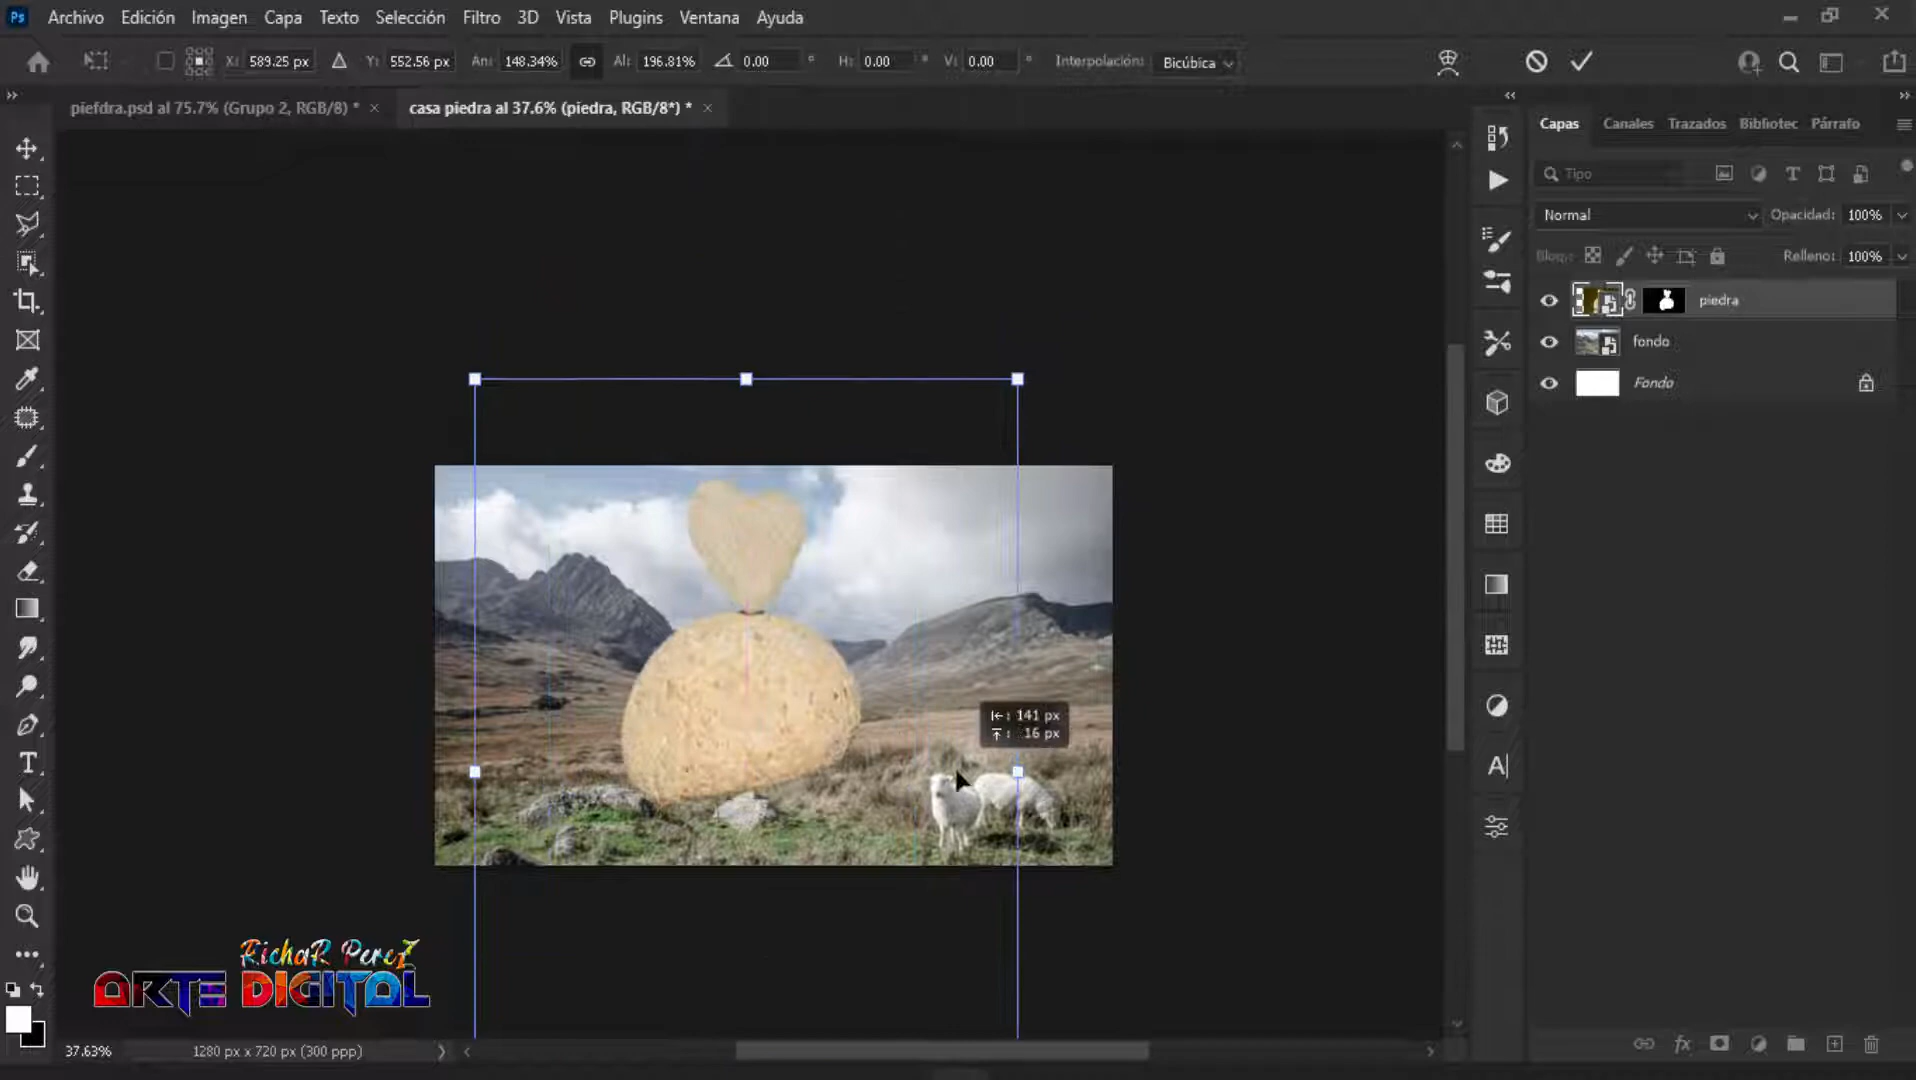 Ps Archivo Edición Imagen Capa Texto Selección Filtro 3D Vista Plugins Ventana Ayuda
X: 589.25 px Y: 552.56 px An: 148.34% Al: 196.81% 0.00 ° H: 0.00 ° V: 0.00 ° Interpolación: Bicúbica
piefdra.psd al 75.7% (Grupo 2, RGB/8) * × casa piedra al 37.6% (piedra, RGB/8*) * ×
Capas Canales Trazados Bibliotec Párrafo
Tipo
Normal Opacidad: 100%
Bloq.: Relleno: 100%
piedra
fondo
Fondo
: 141 px
: 16 px
RichaR PereZ
ARTE DIGITAL
37.63% 1280 px x 720 px (300 ppp)